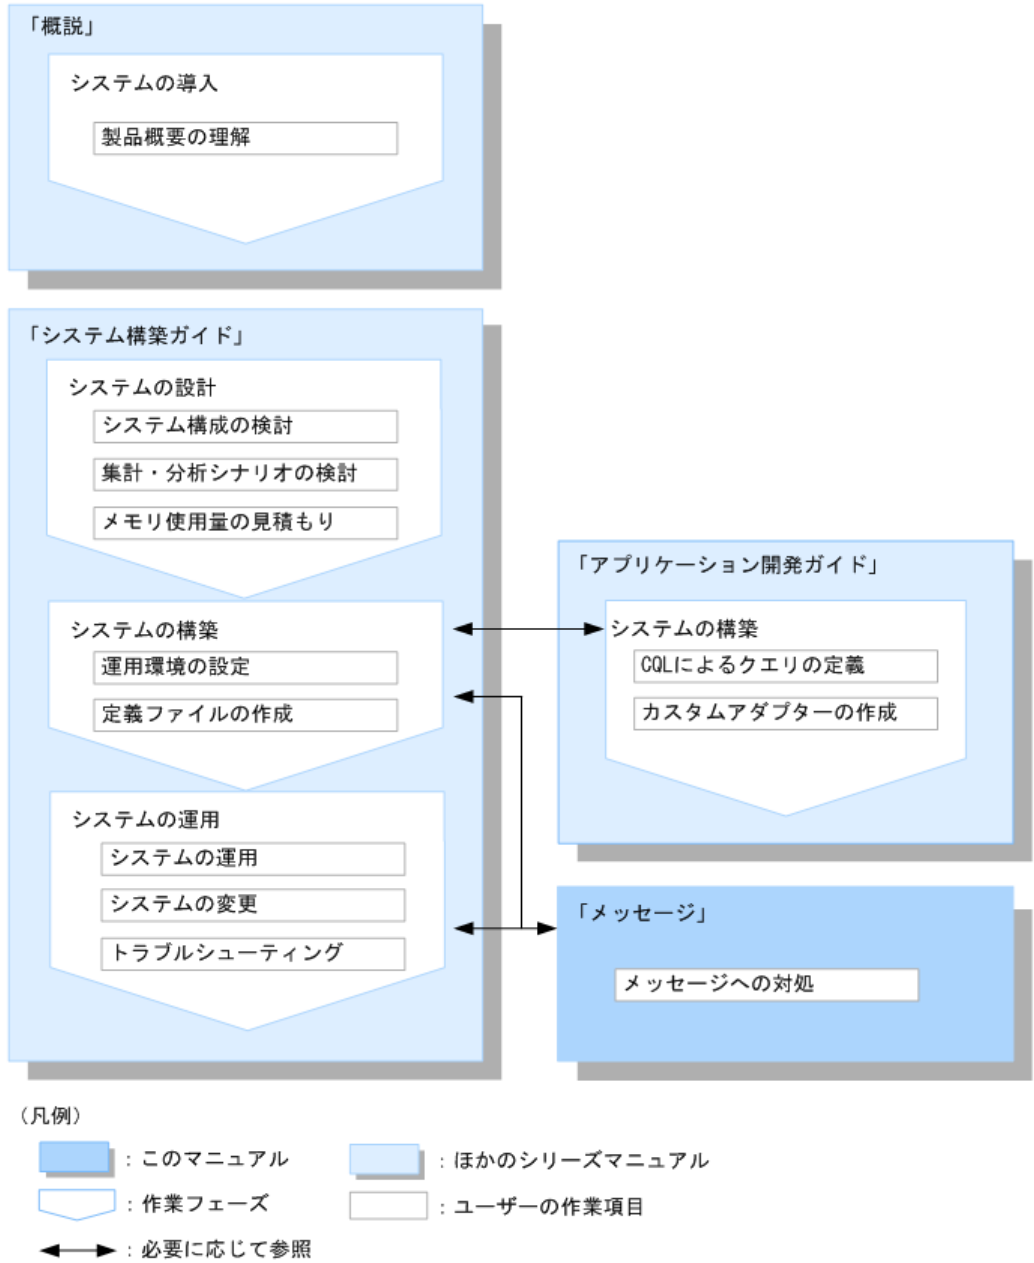 「概説」
システムの導入
製品概要の理解
「システム構築ガイド」
システムの設計
システム構成の検討
集計・分析シナリオの検討
メモリ使用量の見積もり
システムの構築
運用環境の設定
定義ファイルの作成
システムの運用
システムの運用
システムの変更
トラブルシューティング
「アプリケーション開発ガイド」
システムの構築
CQLによるクエリの定義
カスタムアダプターの作成
「メッセージ」
メッセージへの対処
（凡例）
：このマニュアル
：ほかのシリーズマニュアル
：作業フェーズ
：ユーザーの作業項目
：必要に応じて参照